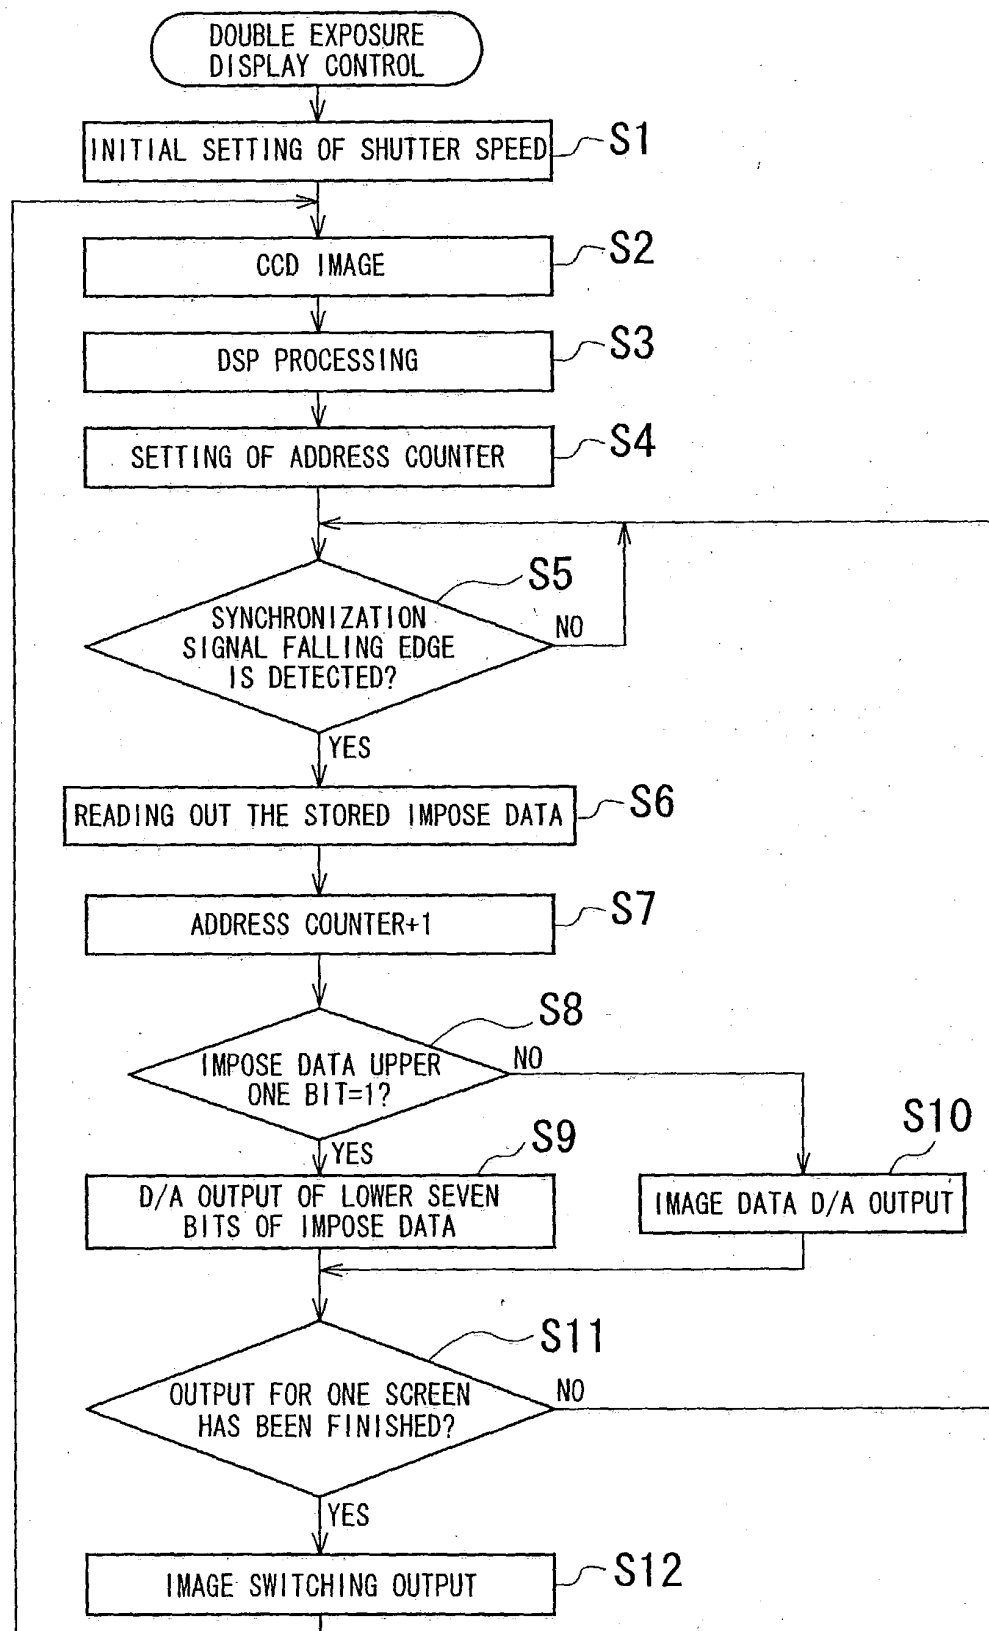 DOUBLE EXPOSURE
DISPLAY CONTROL
INITIAL SETTING OF SHUTTER SPEED
S1
CCD IMAGE
S2
DSP PROCESSING
S3
SETTING OF ADDRESS COUNTER
S4
S5
SYNCHRONIZATION
SIGNAL FALLING EDGE
IS DETECTED?
NO
YES
READING OUT THE STORED IMPOSE DATA
S6
ADDRESS COUNTER+1
S7
S8
IMPOSE DATA UPPER
ONE BIT=1?
NO
YES
S9
S10
D/A OUTPUT OF LOWER SEVEN
BITS OF IMPOSE DATA
IMAGE DATA D/A OUTPUT
S11
OUTPUT FOR ONE SCREEN
HAS BEEN FINISHED?
NO
YES
IMAGE SWITCHING OUTPUT
S12